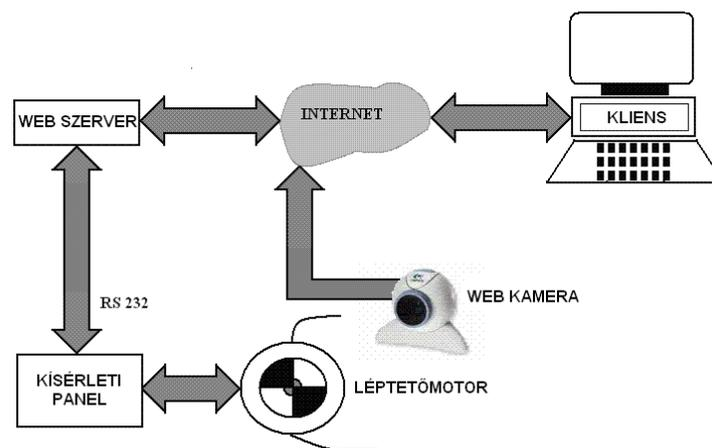 WEB SZERVER
INTERNET
KLIENS
RS 232
WEB KAMERA
KÍSÉRLETI
PANEL
LÉPTETŐMOTOR